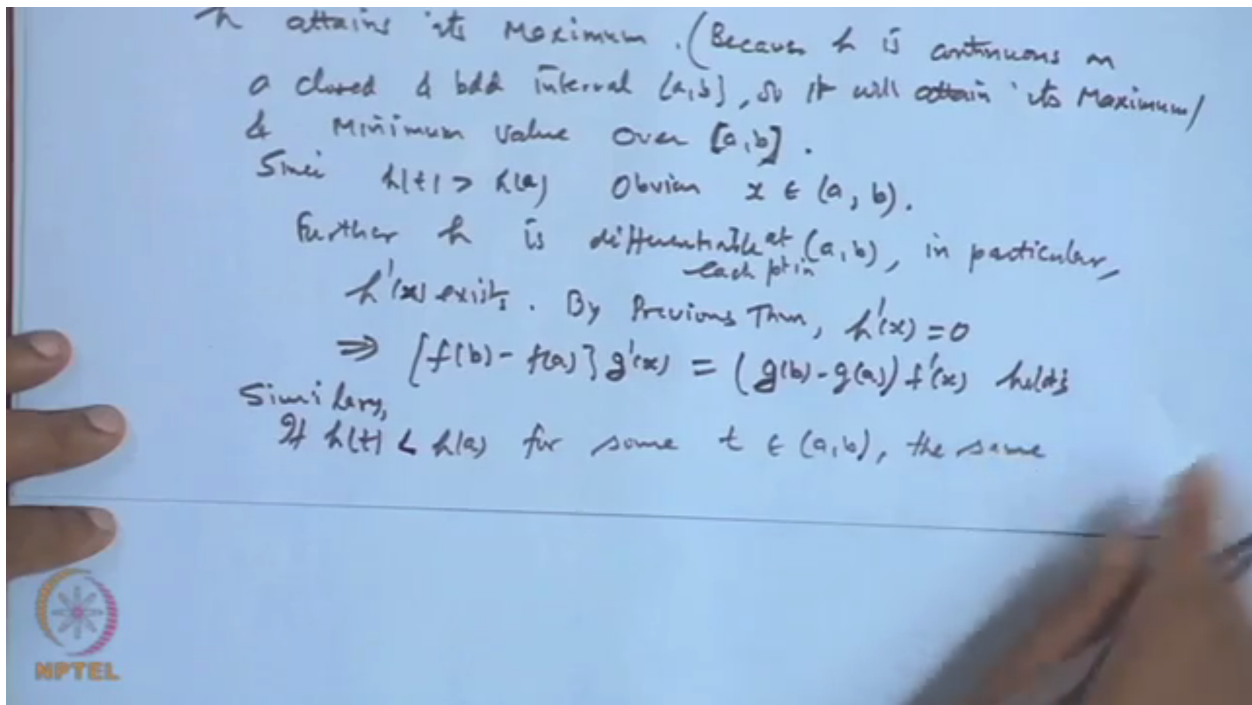 h attains its Maximum. (Because h is continuous on
a closed & bdd interval [a,b], so it will attain its Maximum/
& Minimum value over [a,b].
Since h(t) > h(a) Obvian x ∈ (a, b).
Further h is differentiable at (a, b), in particular,
each pt in
h'(x) exists. By Previous Thm, h'(x) = 0
⇒ [f(b) - f(a)] g'(x) = (g(b) - g(a)) f'(x) holds
Similarly,
If h(t) < h(a) for some t ∈ (a,b), the same
NPTEL